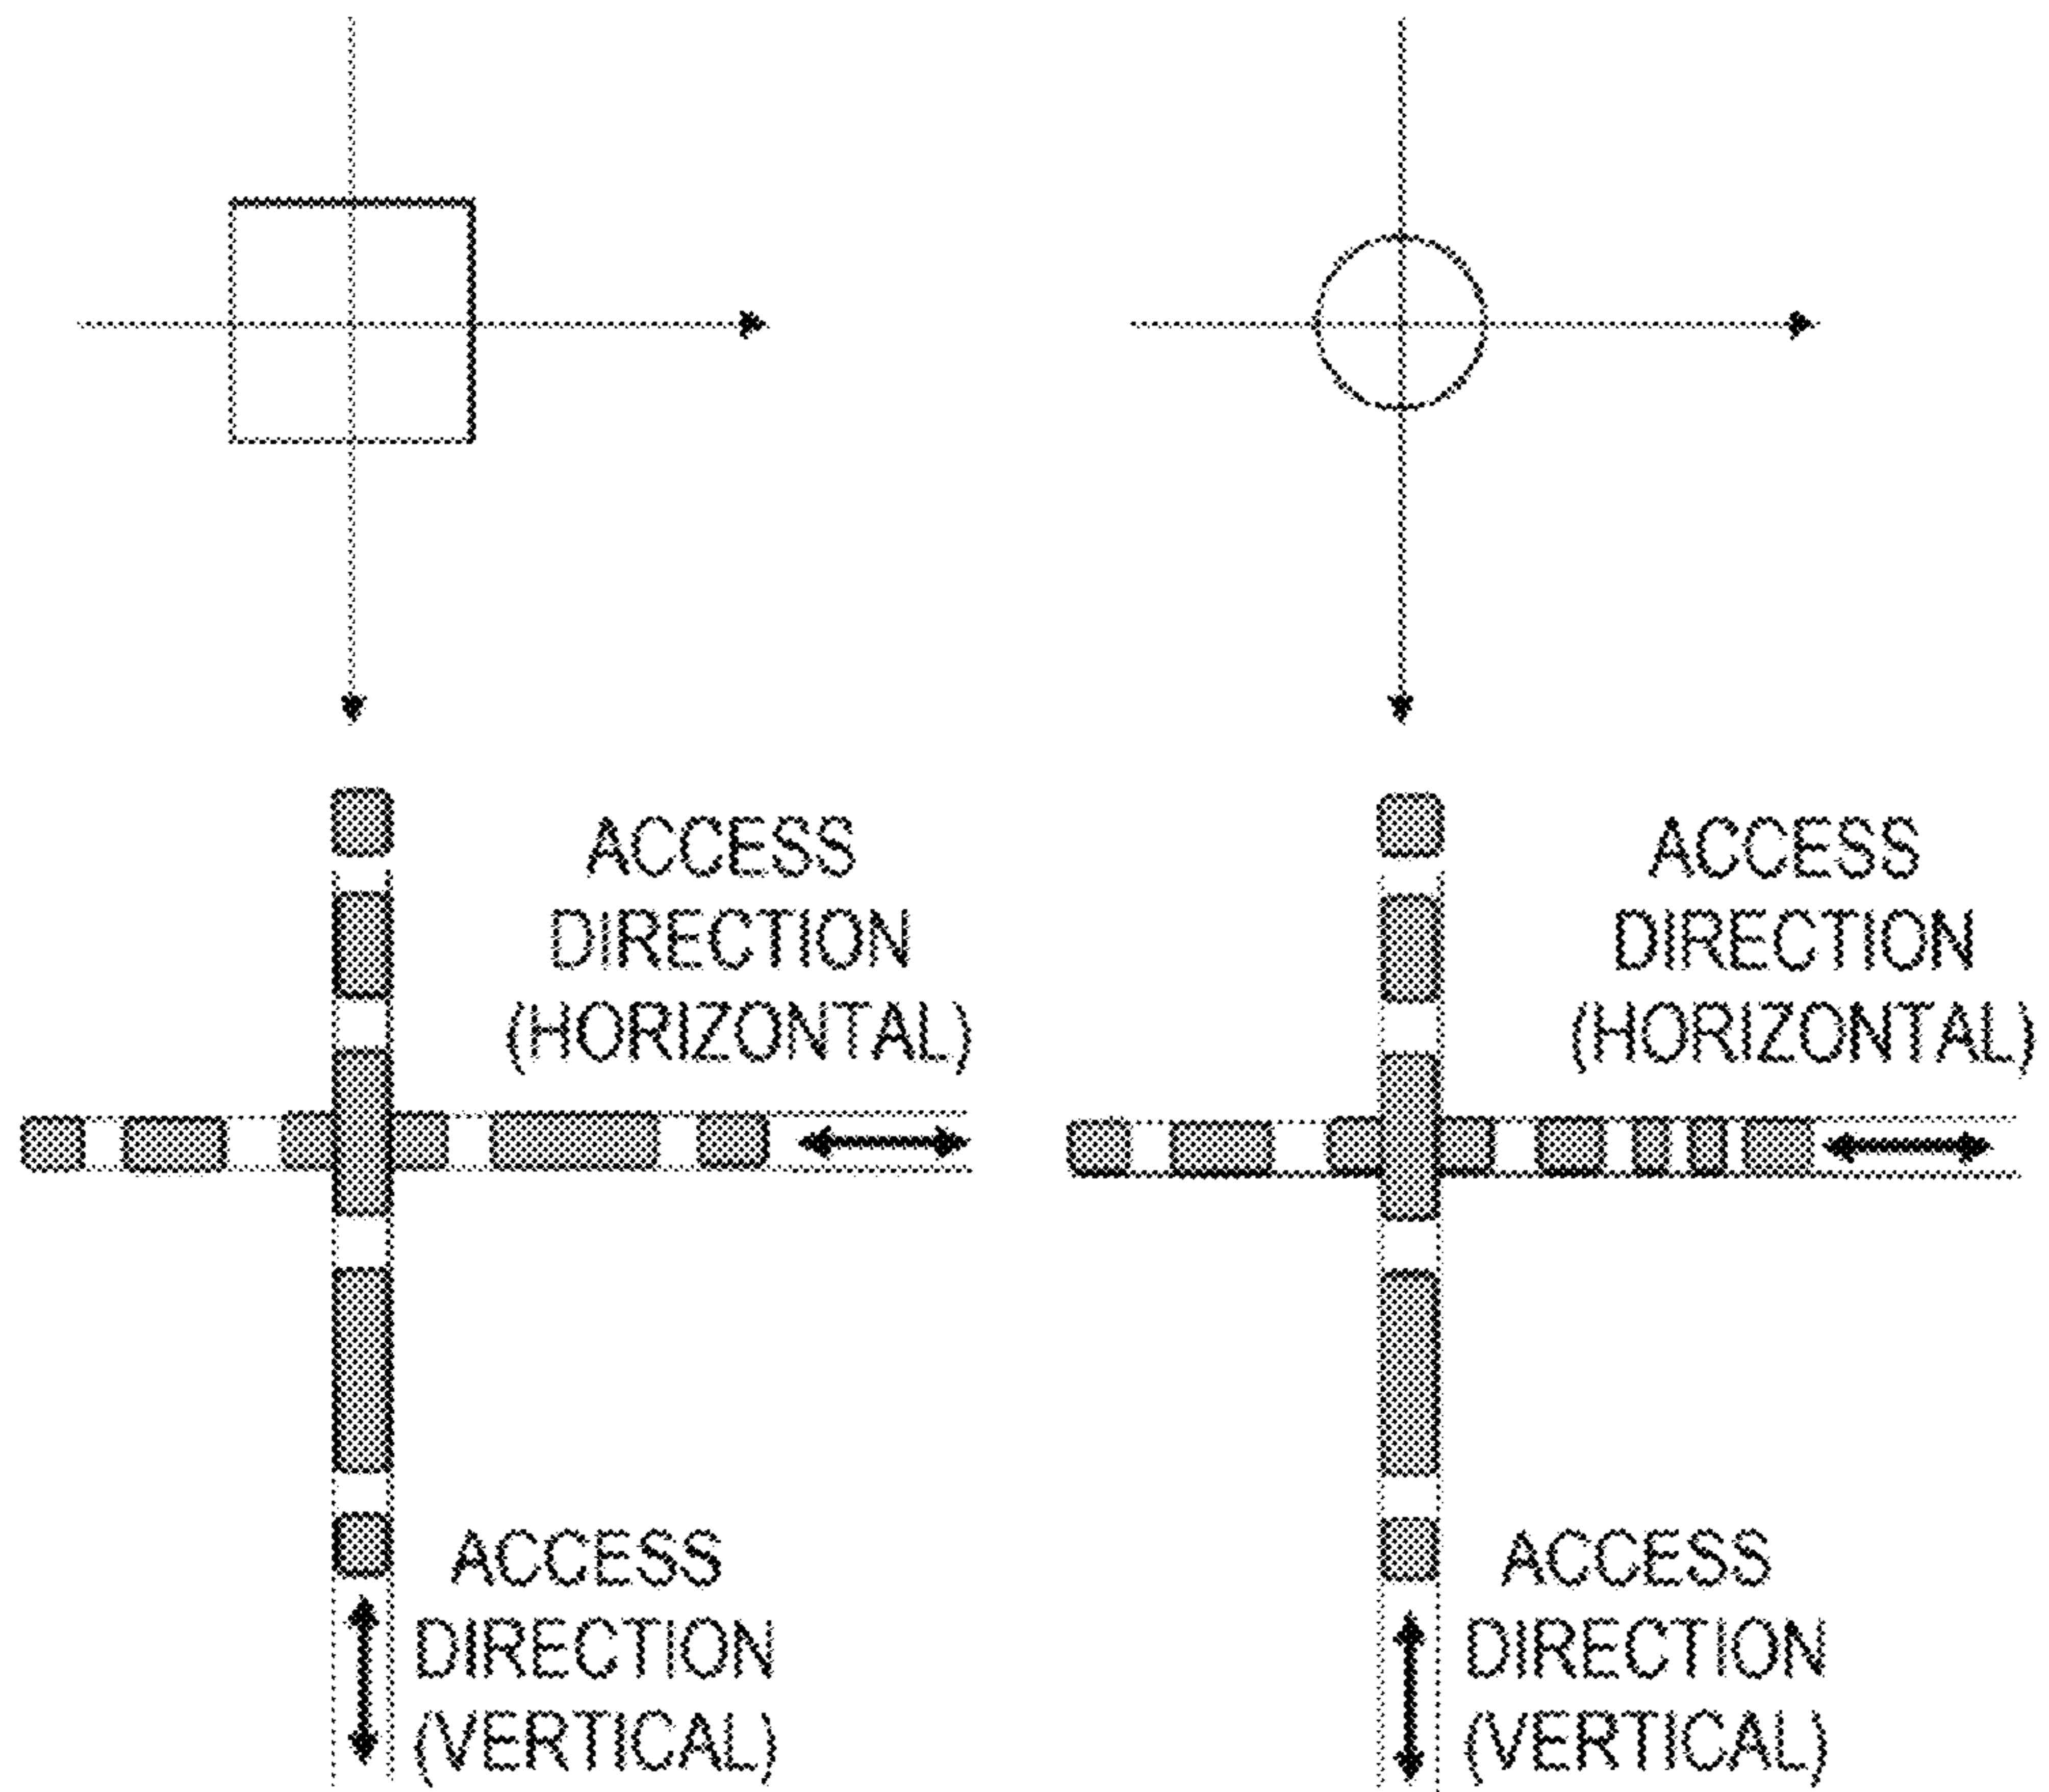 ACCESS
DIRECTION
(HORIZONTAL)
ACCESS
DIRECTION
(HORIZONTAL)
ACCESS
DIRECTION
(VERTICAL)
ACCESS
DIRECTION
(VERTICAL)